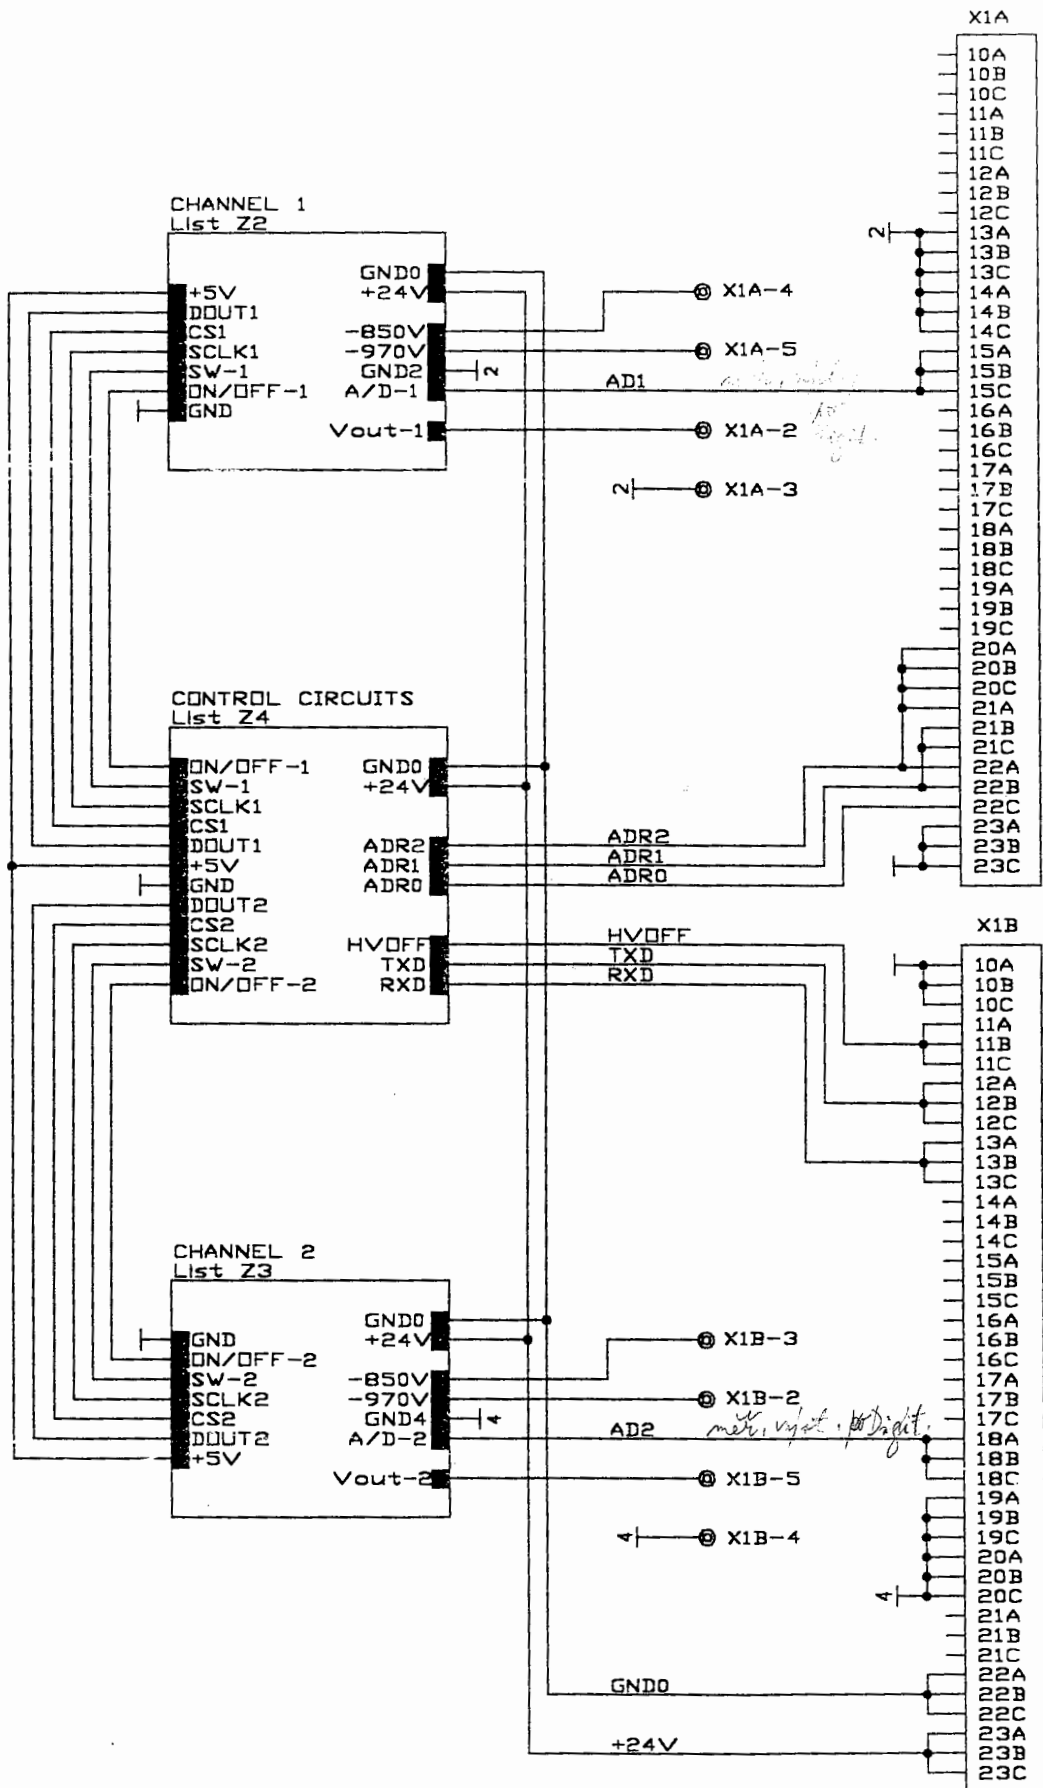 X1A
10A
10B
10C
11A
11B
11C
12A
12B
12C
2 13A
13B
13C
14A
14B
14C
15A
15B
15C
16A
16B
16C
17A
17B
17C
18A
18B
18C
19A
19B
19C
20A
20B
20C
21A
21B
21C
22A
22B
22C
23A
23B
23C
CHANNEL 1
List Z2
GND0
+24V
-850V
-970V
GND2 2
A/D-1
Vout-1
+5V
DOUT1
CS1
SCLK1
SW-1
ON/OFF-1
GND
X1A-4
X1A-5
AD1
X1A-2
2 X1A-3
CONTROL CIRCUITS
List Z4
ON/OFF-1
SW-1
SCLK1
CS1
DOUT1
+5V
GND
DOUT2
CS2
SCLK2
SW-2
ON/OFF-2
GND0
+24V
ADR2
ADR1
ADR0
HVOFF
TXD
RXD
ADR2
ADR1
ADR0
HVOFF
TXD
RXD
X1B
10A
10B
10C
11A
11B
11C
12A
12B
12C
13A
13B
13C
14A
14B
14C
15A
15B
15C
16A
16B
16C
17A
17B
17C
18A
18B
18C
19A
19B
19C
20A
20B
4 20C
21A
21B
21C
22A
22B
22C
23A
23B
23C
CHANNEL 2
List Z3
GND
ON/OFF-2
SW-2
SCLK2
CS2
DOUT2
+5V
GND0
+24V
-850V
-970V
GND4 4
A/D-2
Vout-2
X1B-3
X1B-2
AD2
X1B-5
4 X1B-4
GND0
+24V